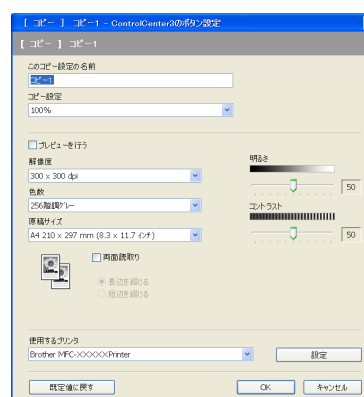 [ コピー ] コピー1 - ControlCenter3のボタン設定
[ コピー ] コピー1
このコピー設定の名前
コピー1
コピー設定
100%
プレビューを行う
解像度
300 x 300 dpi
明るさ
50
色数
256階調グレー
コントラスト
50
原稿サイズ
A4 210 x 297 mm (8.3 x 11.7 インチ)
両面読取り
長辺を綴じる
短辺を綴じる
使用するプリンタ
Brother MFC-XXXXXPrinter
設定
既定値に戻す
OK
キャンセル